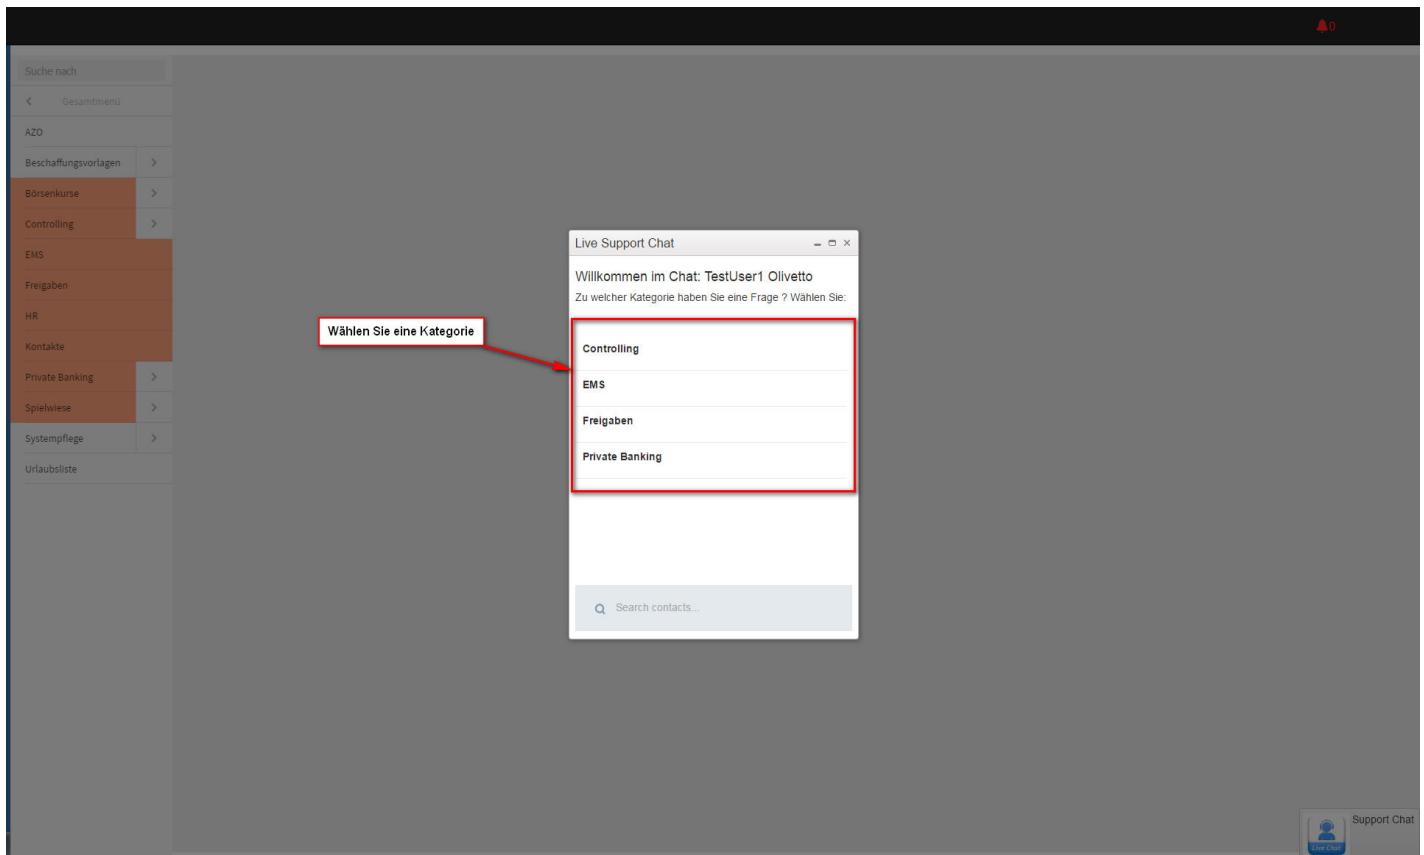 0
Suche nach
Gesamtmenü
AZO
Beschaffungsvorlagen
Börsenkurse
Controlling
EMS
Freigaben
HR
Kontakte
Private Banking
Spielwiese
Systempflege
Urlaubsliste
Wählen Sie eine Kategorie
Live Support Chat
Willkommen im Chat: TestUser1 Olivetto
Zu welcher Kategorie haben Sie eine Frage ? Wählen Sie:
Controlling
EMS
Freigaben
Private Banking
Search contacts...
Support Chat
Live Chat